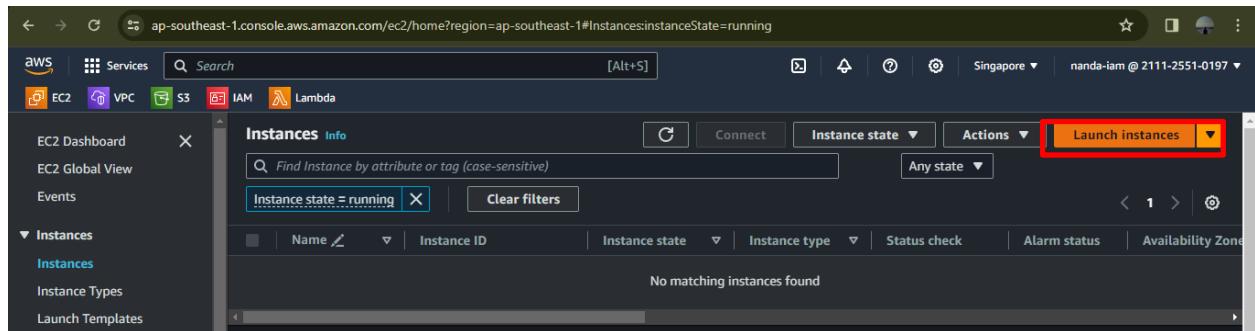 ap-southeast-1.console.aws.amazon.com/ec2/home?region=ap-southeast-1#Instances:instanceState=running
aws Services Search [Alt+S] Singapore ▼ nanda-iam @ 2111-2551-0197 ▼
EC2 VPC S3 IAM Lambda
EC2 Dashboard
EC2 Global View
Events
▼ Instances
Instances
Instance Types
Launch Templates
Instances Info
Connect Instance state ▼ Actions ▼ Launch instances ▼
Find Instance by attribute or tag (case-sensitive) Any state ▼
Instance state = running Clear filters
< 1 >
Name Instance ID Instance state Instance type Status check Alarm status Availability Zone
No matching instances found